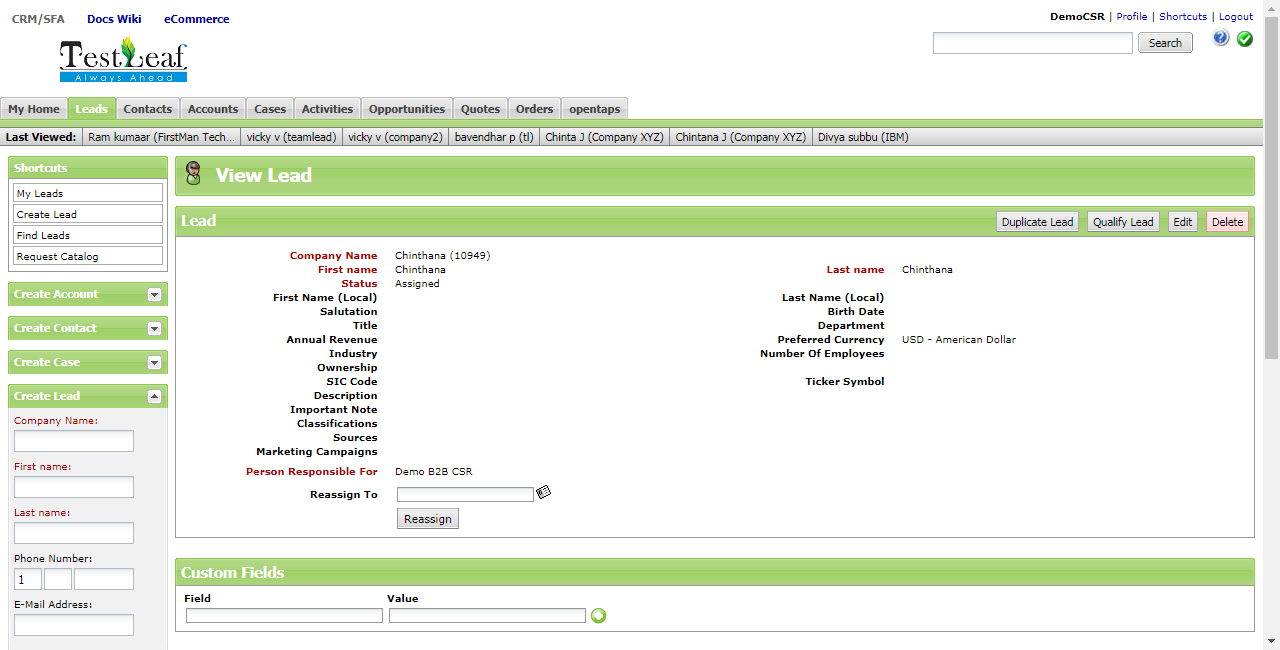 CRM/SFA Docs Wiki eCommerce
DemoCSR | Profile | Shortcuts | Logout
TestLeaf
Always Ahead
Search
My Home Leads Contacts Accounts Cases Activities Opportunities Quotes Orders opentaps
Last Viewed: Ram kumaar (FirstMan Tech... vicky v (teamlead) vicky v (company2) bavendhar p (tl) Chinta J (Company XYZ) Chintana J (Company XYZ) Divya subbu (IBM)
Shortcuts
My Leads
Create Lead
Find Leads
Request Catalog
Create Account
Create Contact
Create Case
Create Lead
Company Name:
First name:
Last name:
Phone Number:
1
E-Mail Address:
View Lead
Lead
Duplicate Lead Qualify Lead Edit Delete
Company Name Chinthana (10949)
First name Chinthana Last name Chinthana
Status Assigned
First Name (Local) Last Name (Local)
Salutation Birth Date
Title Department
Annual Revenue Preferred Currency USD - American Dollar
Industry Number Of Employees
Ownership
SIC Code Ticker Symbol
Description
Important Note
Classifications
Sources
Marketing Campaigns
Person Responsible For Demo B2B CSR
Reassign To
Reassign
Custom Fields
Field Value